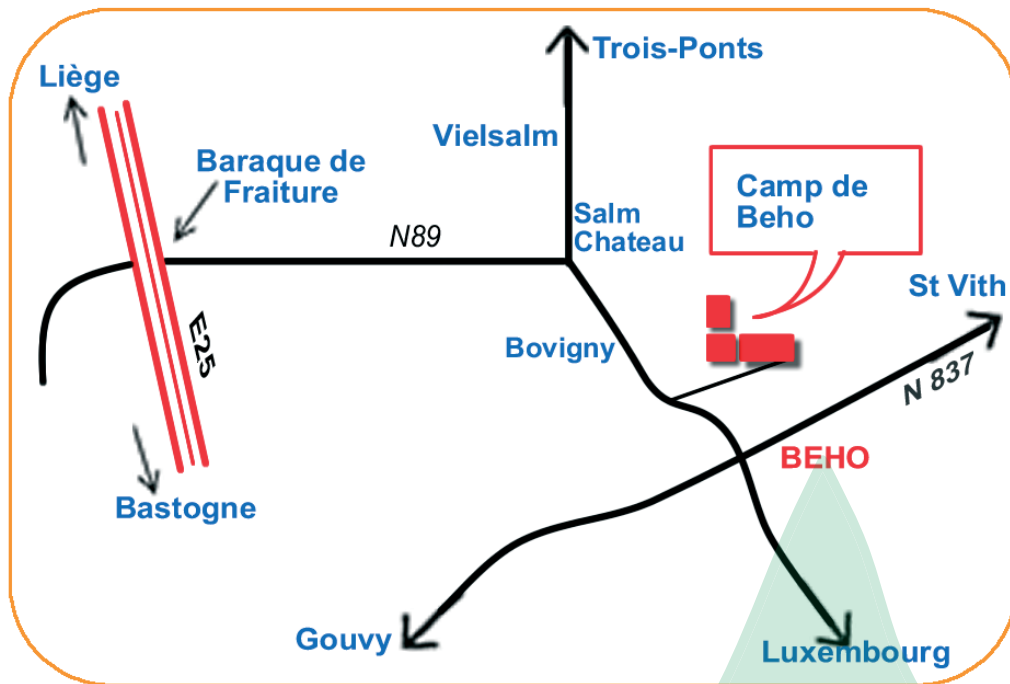 Trois-Ponts
Liège
Vielsalm
Baraque de
Fraiture
Camp de
Beho
Salm
Chateau
N89
St Vith
E25
Bovigny
N 837
BEHO
Bastogne
Gouvy
Luxembourg